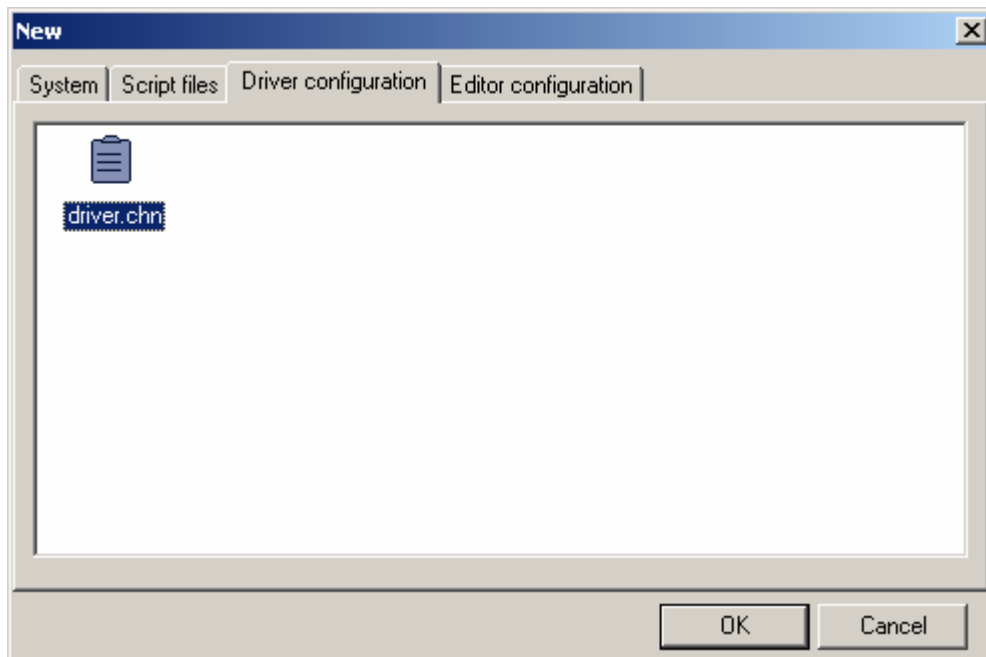 New
System Script files Driver configuration Editor configuration
driver.chn
OK Cancel